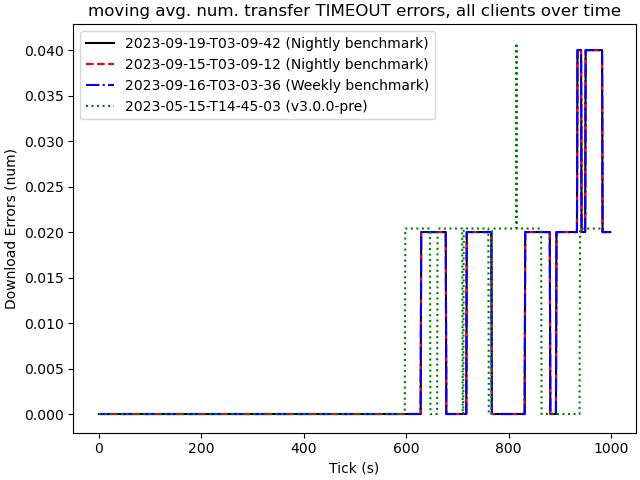 moving avg. num. transfer TIMEOUT errors, all clients over time
2023-09-19-T03-09-42 (Nightly benchmark)
2023-09-15-T03-09-12 (Nightly benchmark)
2023-09-16-T03-03-36 (Weekly benchmark)
2023-05-15-T14-45-03 (v3.0.0-pre)
Download Errors (num)
0.040
0.035
0.030
0.025
0.020
0.015
0.010
0.005
0.000
0 200 400 600 800 1000
Tick (s)